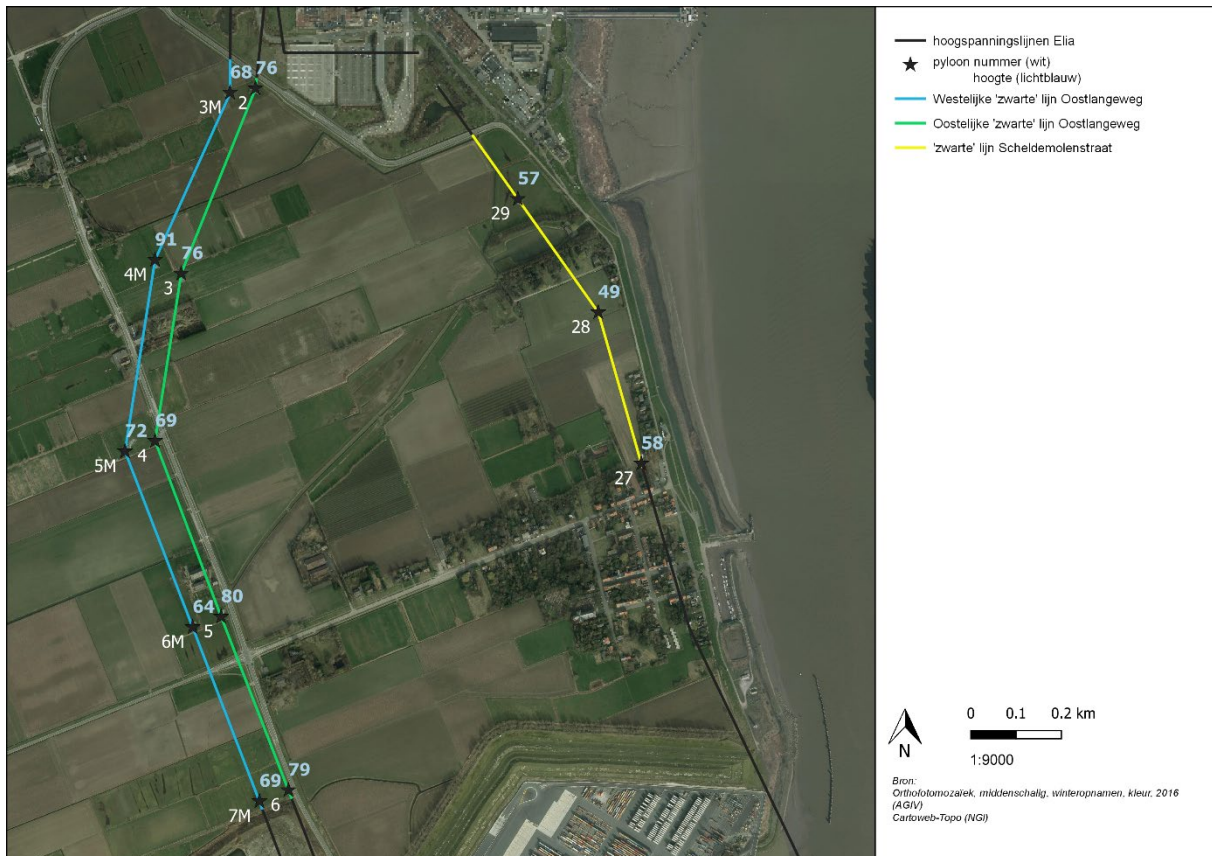 68 76
3M 2
57
29
91
76
4M
3
49
28
69
72
4
5M
58
27
80
64
5
6M
79
69
6
7M
hoogspanningslijnen Elia
pyloon nummer (wit)
hoogte (lichtblauw)
Westelijke 'zwarte' lijn Oostlangeweg
Oostelijke 'zwarte' lijn Oostlangeweg
'zwarte' lijn Scheldemolenstraat
N
0 0.1 0.2 km
1:9000
Bron:
Orthofotomozaïek, middenschalig, winteropnamen, kleur, 2016
(AGIV)
Cartoweb-Topo (NGI)